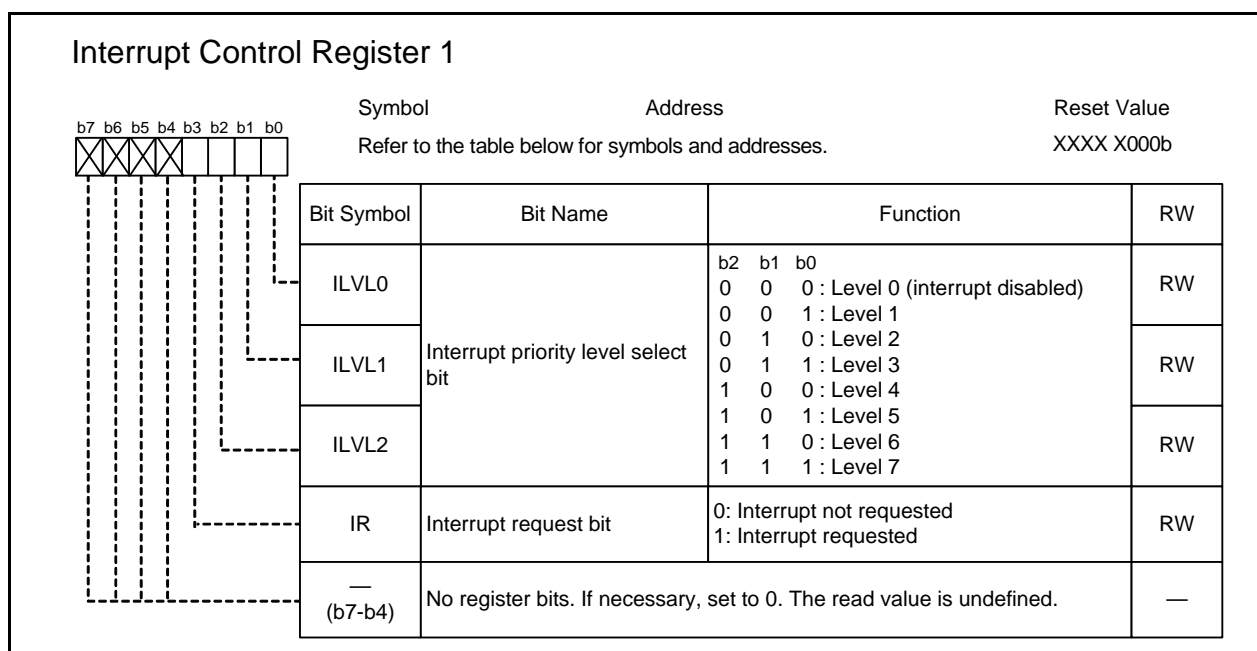 Interrupt Control Register 1
Symbol Address Reset Value
b7 b6 b5 b4 b3 b2 b1 b0
Refer to the table below for symbols and addresses. XXXX X000b
Bit Symbol Bit Name Function RW
ILVL0 RW
ILVL1 RW
ILVL2 RW
Interrupt priority level select
bit
b2 b1 b0
0 0 0 : Level 0 (interrupt disabled)
0 0 1 : Level 1
0 1 0 : Level 2
0 1 1 : Level 3
1 0 0 : Level 4
1 0 1 : Level 5
1 1 0 : Level 6
1 1 1 : Level 7
IR Interrupt request bit 0: Interrupt not requested RW
1: Interrupt requested
—
(b7-b4) No register bits. If necessary, set to 0. The read value is undefined. —